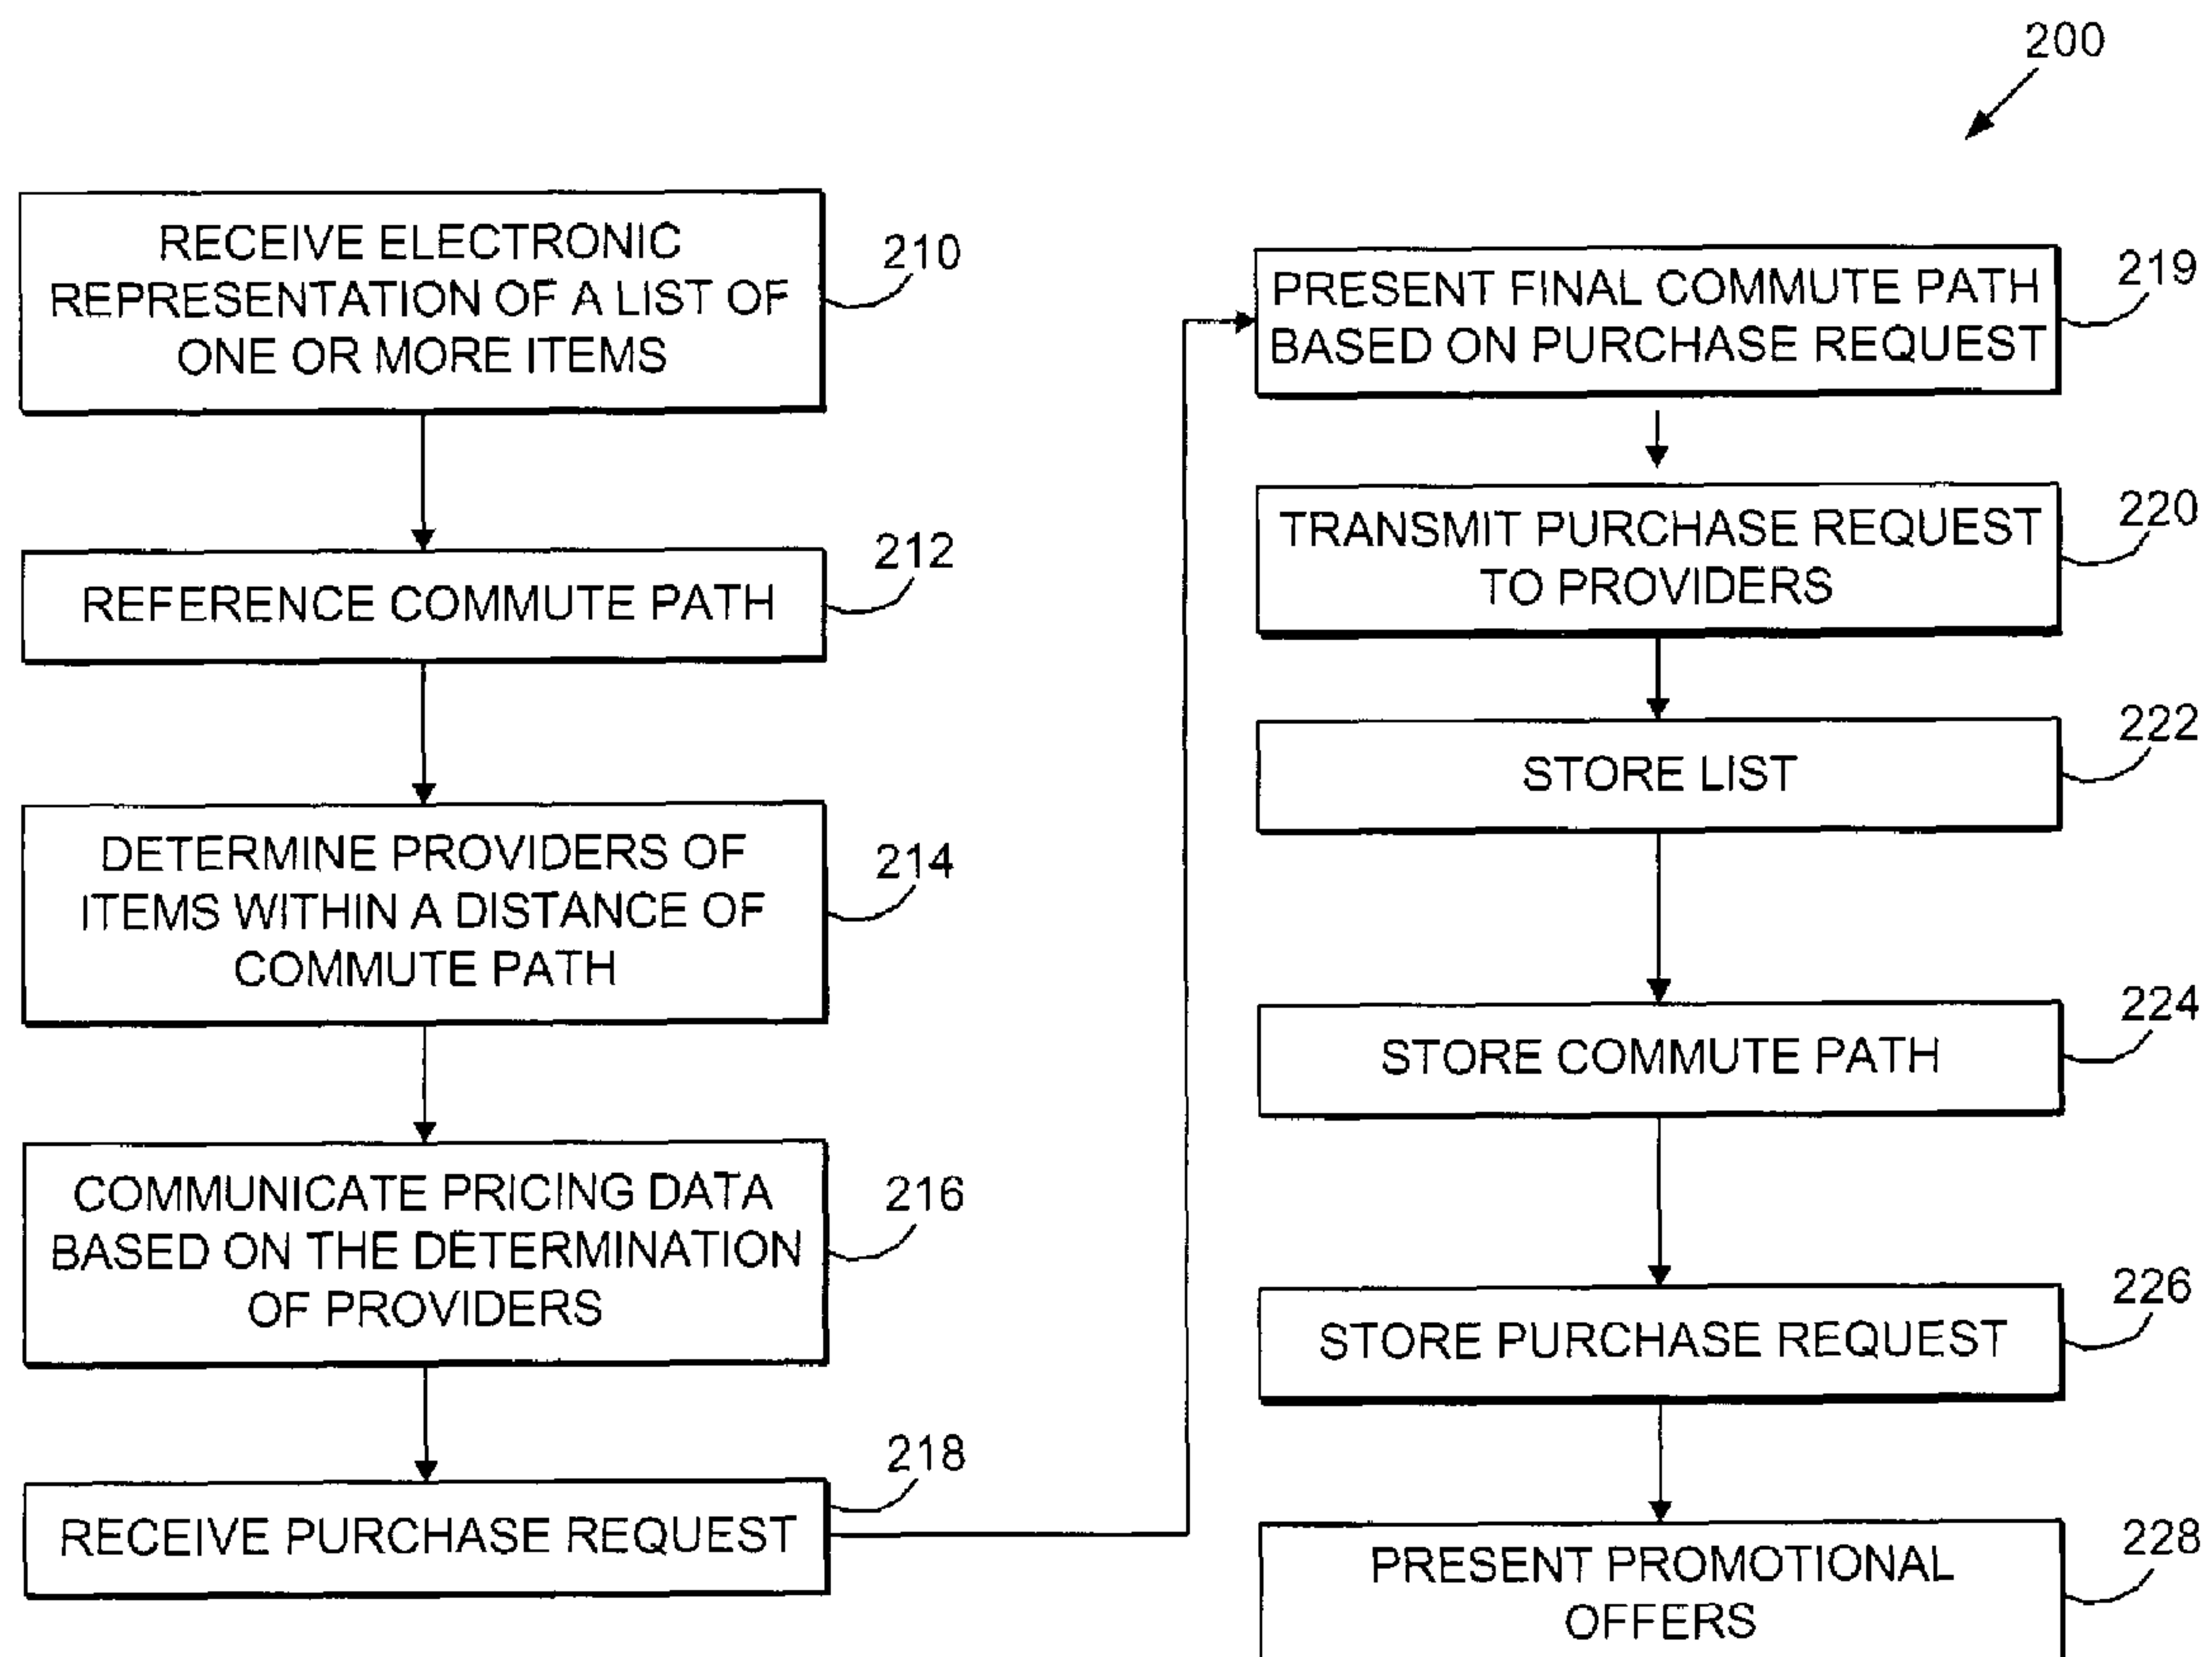 200
RECEIVE ELECTRONIC
REPRESENTATION OF A LIST OF
ONE OR MORE ITEMS
210
REFERENCE COMMUTE PATH
212
DETERMINE PROVIDERS OF
ITEMS WITHIN A DISTANCE OF
COMMUTE PATH
214
COMMUNICATE PRICING DATA
BASED ON THE DETERMINATION
OF PROVIDERS
216
RECEIVE PURCHASE REQUEST
218
PRESENT FINAL COMMUTE PATH
BASED ON PURCHASE REQUEST
219
TRANSMIT PURCHASE REQUEST
TO PROVIDERS
220
STORE LIST
222
STORE COMMUTE PATH
224
STORE PURCHASE REQUEST
226
PRESENT PROMOTIONAL
OFFERS
228